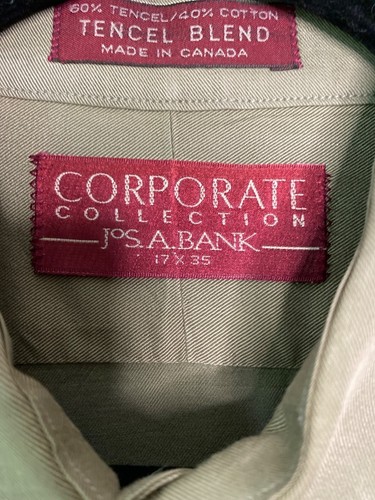 60% TENCEL/40% COTTON
TENCEL BLEND
MADE IN CANADA
CORPORATE
COLLECTION
JOS. A. BANK
17 X 35